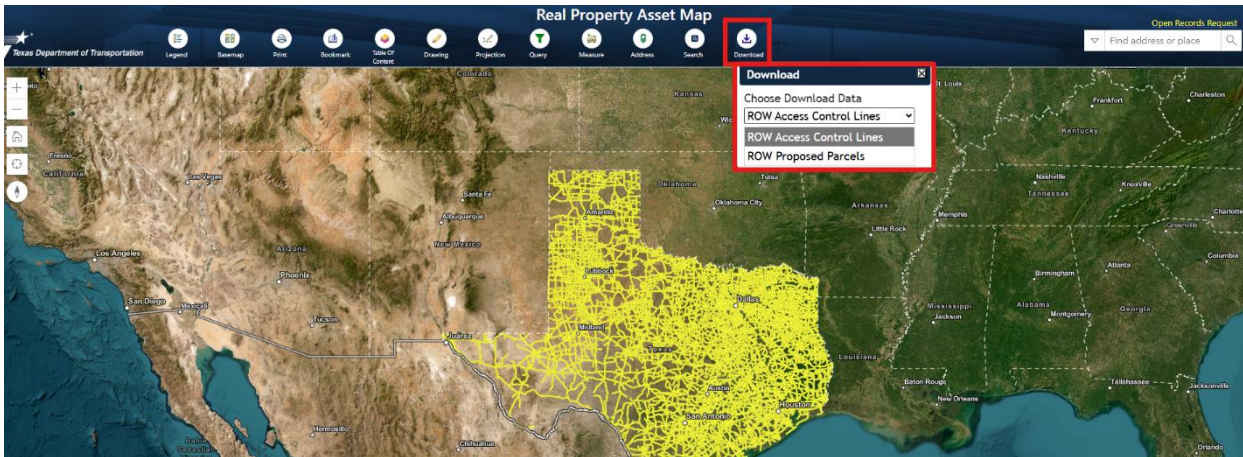 Real Property Asset Map
Open Records Request
Texas Department of Transportation
Legend
Basemap
Print
Bookmark
Table Of
Content
Drawing
Projection
Query
Measure
Address
Search
Download
Find address or place
Download
Choose Download Data
ROW Access Control Lines
ROW Access Control Lines
ROW Proposed Parcels
Colorado
Kansas
St. Louis
Frankfort
Charleston
Kentucky
Fresno
California
Las Vegas
Santa Fe
Albuquerque
New Mexico
Oklahoma
Tulsa
Oklahoma City
Arkansas
Little Rock
Memphis
Nashville
Tennessee
Knoxville
Charlotte
Greenville
Columbia
Los Angeles
Arizona
Phoenix
Amarillo
Lubbock
Birmingham
Atlanta
San Diego
Mexicali
Tucson
Juárez
Midland
Dallas
Texas
Mississippi
Jackson
Alabama
Montgomery
Georgia
Louisiana
Austin
Baton Rouge
Tallahassee
Jacksonville
Houston
San Antonio
New Orleans
Hermosillo
Chihuahua
Orlando